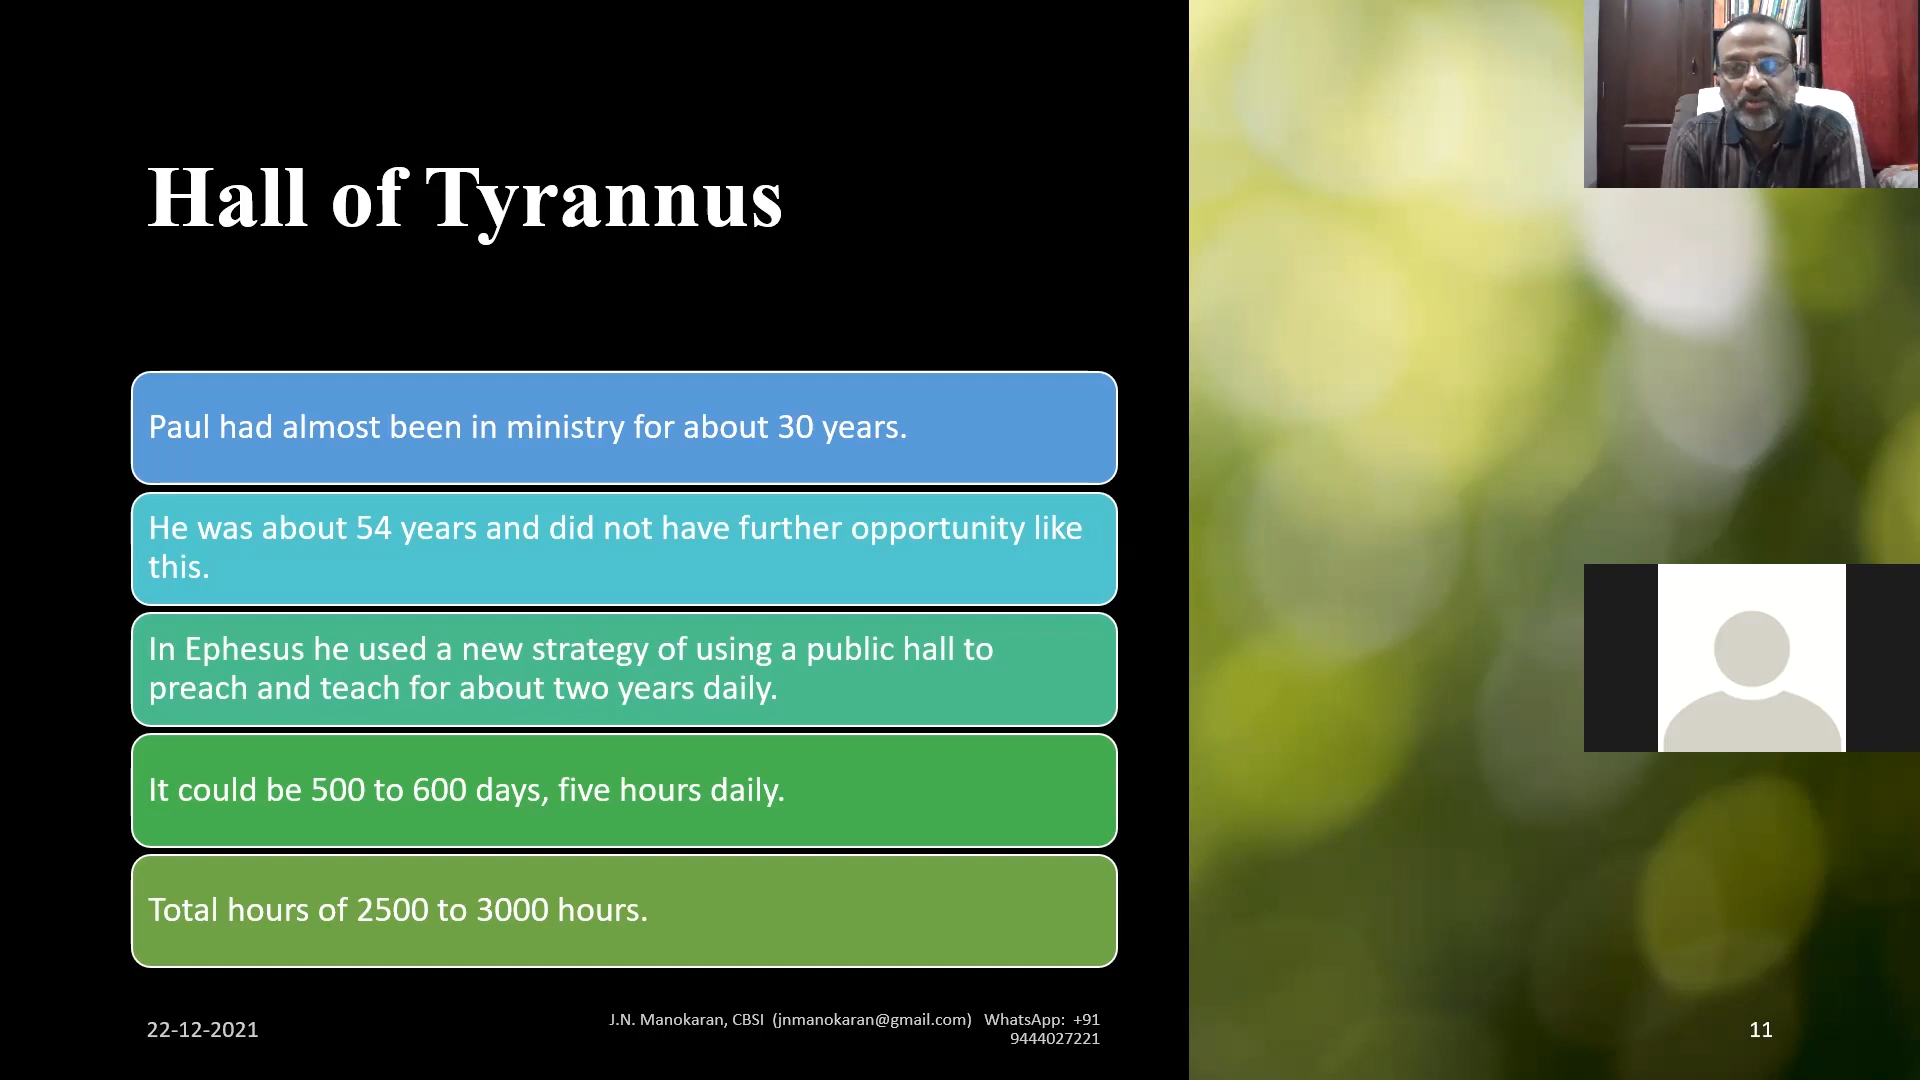 Hall of Tyrannus
Paul had almost been in ministry for about 30 years.
He was about 54 years and did not have further opportunity like
this.
In Ephesus he used a new strategy of using a public hall to
preach and teach for about two years daily.
It could be 500 to 600 days, five hours daily.
Total hours of 2500 to 3000 hours.
22-12-2021
J.N. Manokaran, CBSI (jnmanokaran@gmail.com) WhatsApp: +91
9444027221
11